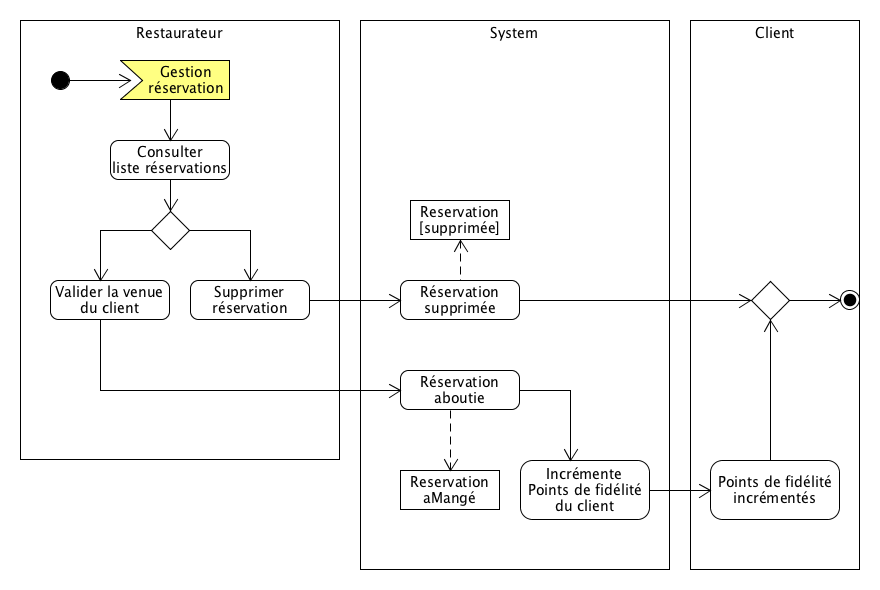 Restaurateur
System
Client
Gestion
réservation
Consulter
liste réservations
Reservation
[supprimée]
Valider la venue
du client
Supprimer
réservation
Réservation
supprimée
Réservation
aboutie
Reservation
aMangé
Incrémente
Points de fidélité
du client
Points de fidélité
incrémentés